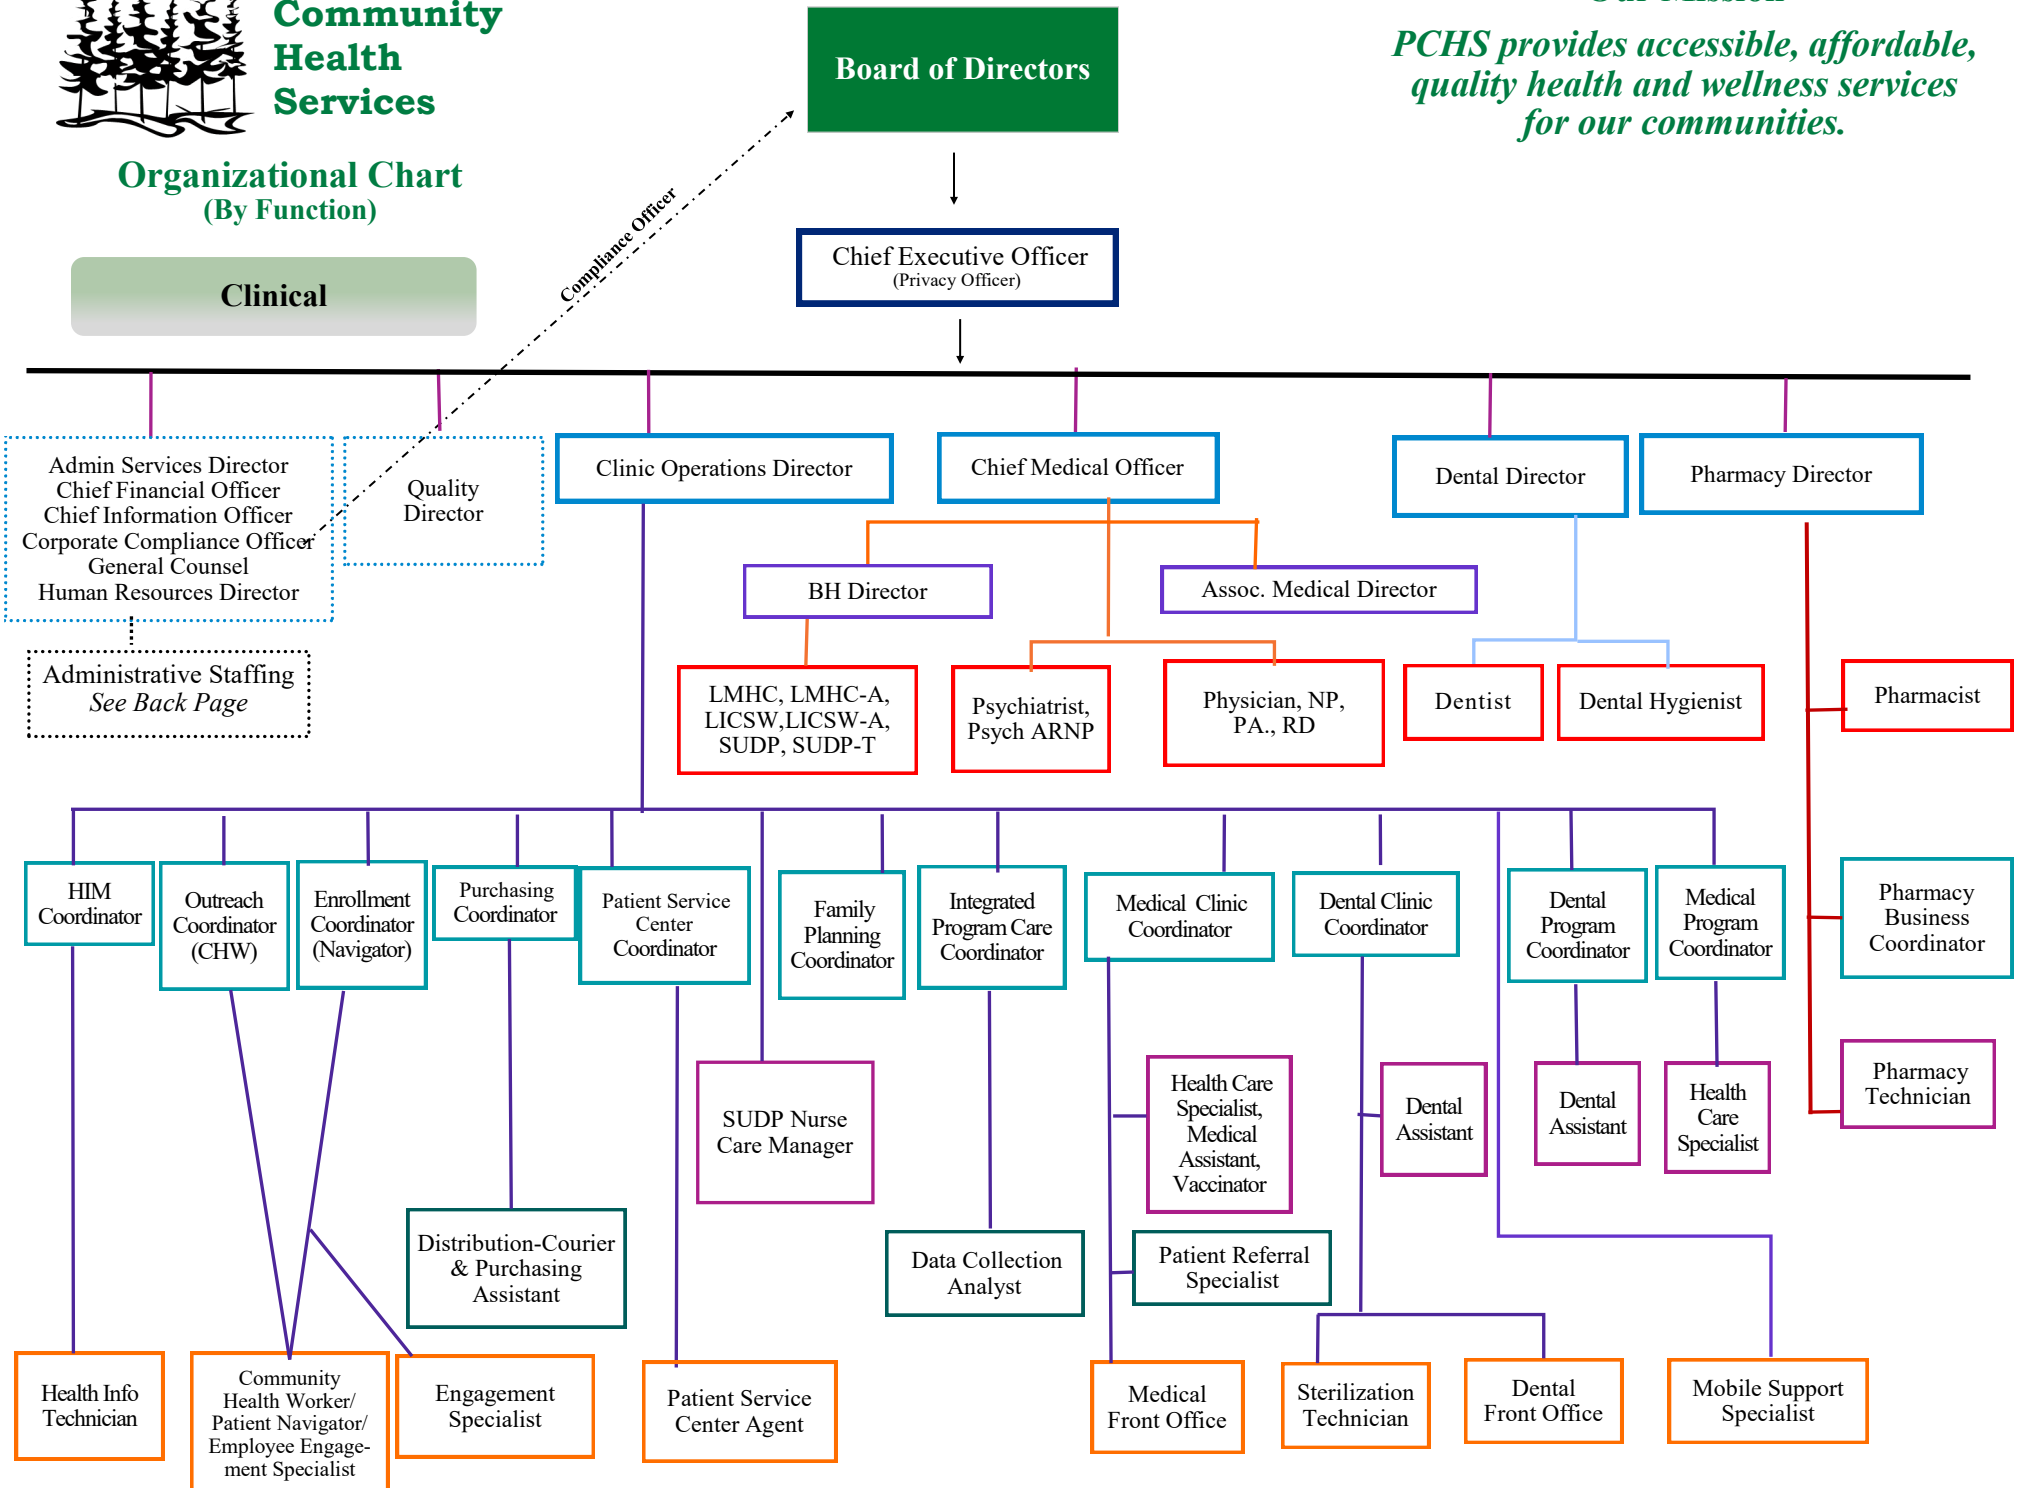 Community
Health
Services
Organizational Chart
(By Function)
Clinical
Board of Directors
Our Mission
PCHS provides accessible, affordable,
quality health and wellness services
for our communities.
Compliance Officer
Chief Executive Officer
(Privacy Officer)
Admin Services Director
Chief Financial Officer
Chief Information Officer
Corporate Compliance Officer
General Counsel
Human Resources Director
Quality
Director
Clinic Operations Director
Chief Medical Officer
Dental Director
Pharmacy Director
BH Director
Assoc. Medical Director
Administrative Staffing
See Back Page
LMHC, LMHC-A,
LICSW,LICSW-A,
SUDP, SUDP-T
Psychiatrist,
Psych ARNP
Physician, NP,
PA., RD
Dentist
Dental Hygienist
Pharmacist
HIM
Coordinator
Outreach
Coordinator
(CHW)
Enrollment
Coordinator
(Navigator)
Purchasing
Coordinator
Patient Service
Center
Coordinator
Family
Planning
Coordinator
Integrated
Program Care
Coordinator
Medical Clinic
Coordinator
Dental Clinic
Coordinator
Dental
Program
Coordinator
Medical
Program
Coordinator
Pharmacy
Business
Coordinator
SUDP Nurse
Care Manager
Health Care
Specialist,
Medical
Assistant,
Vaccinator
Dental
Assistant
Dental
Assistant
Health
Care
Specialist
Pharmacy
Technician
Distribution-Courier
& Purchasing
Assistant
Data Collection
Analyst
Patient Referral
Specialist
Health Info
Technician
Community
Health Worker/
Patient Navigator/
Employee Engage-
ment Specialist
Engagement
Specialist
Patient Service
Center Agent
Medical
Front Office
Sterilization
Technician
Dental
Front Office
Mobile Support
Specialist